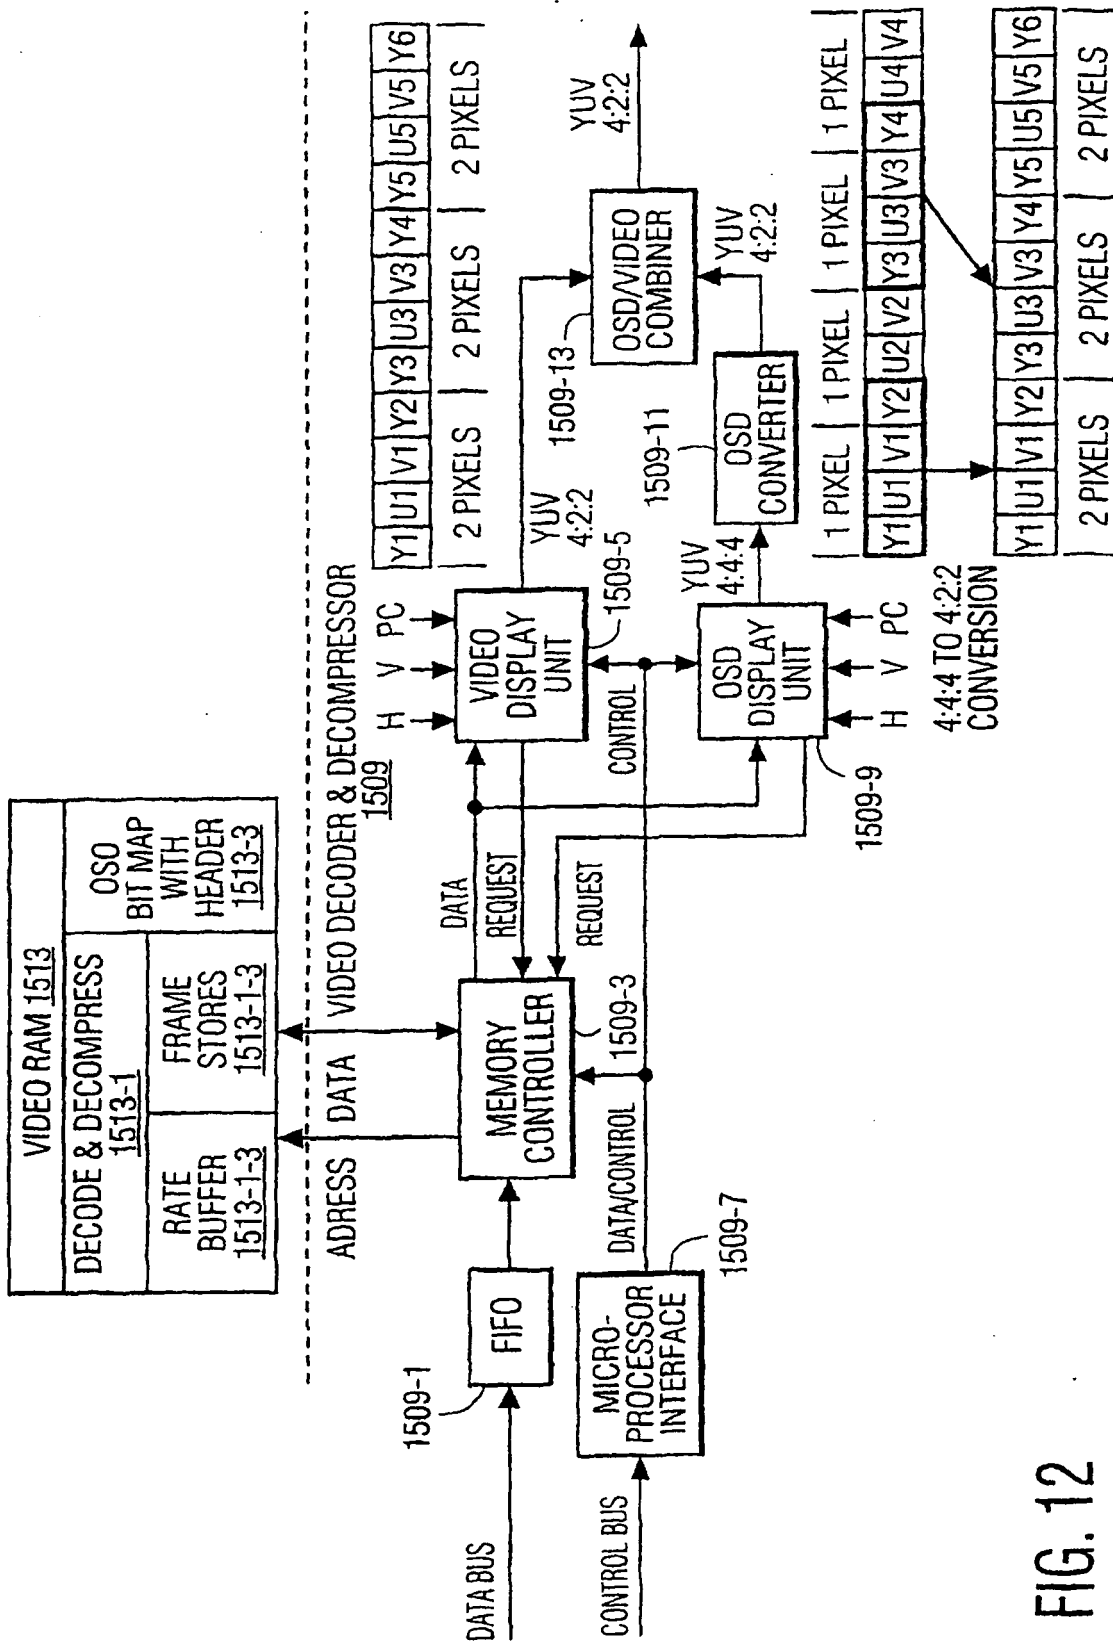 VIDEO RAM 1513
DECODE & DECOMPRESS
1513-1
RATE
BUFFER
1513-1-3
FRAME
STORES
1513-1-3
OSO
BIT MAP
WITH
HEADER
1513-3
ADRESS
DATA
VIDEO DECODER & DECOMPRESSOR
1509
DATA BUS
1509-1
FIFO
MEMORY
CONTROLLER
1509-3
DATA
REQUEST
REQUEST
CONTROL BUS
MICRO-
PROCESSOR
INTERFACE
1509-7
DATA/CONTROL
CONTROL
H V PC
VIDEO
DISPLAY
UNIT
1509-5
YUV
4:2:2
OSD
DISPLAY
UNIT
1509-9
H V PC
YUV
4:4:4
1509-11
OSD
CONVERTER
YUV
4:2:2
1509-13
OSD/VIDEO
COMBINER
YUV
4:2:2
Y1 U1 V1 Y2 Y3 U3 V3 Y4 Y5 U5 V5 Y6
2 PIXELS 2 PIXELS 2 PIXELS
4:4:4 TO 4:2:2
CONVERSION
1 PIXEL 1 PIXEL 1 PIXEL 1 PIXEL
Y1 U1 V1 Y2 U2 V2 Y3 U3 V3 Y4 U4 V4
Y1 U1 V1 Y2 Y3 U3 V3 Y4 Y5 U5 V5 Y6
2 PIXELS 2 PIXELS 2 PIXELS
FIG. 12